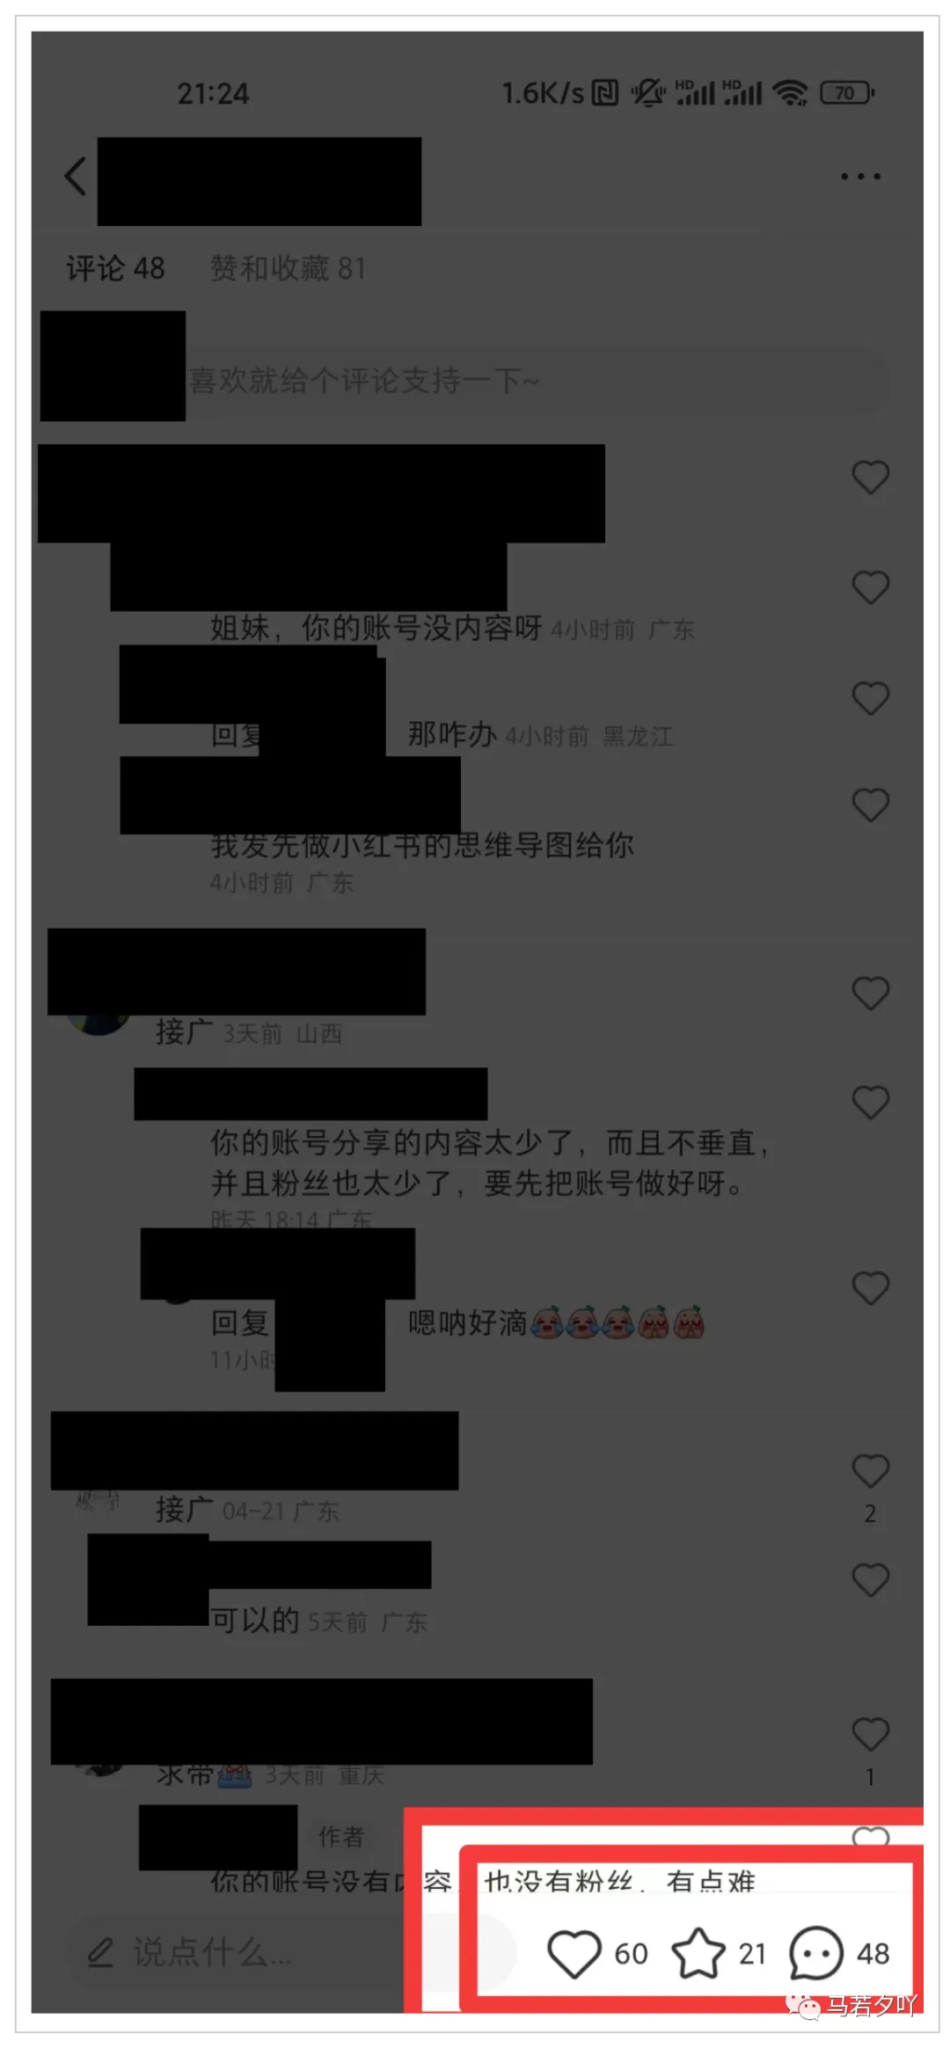 21:24
1.6K/s HD HD 70
评论 48 赞和收藏 81
喜欢就给个评论支持一下~
姐妹，你的账号没内容呀 4小时前 广东
回复 那咋办 4小时前 黑龙江
我发先做小红书的思维导图给你
4小时前 广东
接广 3天前 山西
你的账号分享的内容太少了，而且不垂直，
并且粉丝也太少了，要先把账号做好呀。
昨天 18:14 广东
回复 嗯呐好滴
11小时
接广 04-21 广东
2
可以的 5天前 广东
求带 3天前 重庆
1
作者
你的账号没有内容，也没有粉丝，有点难
说点什么... 60 21 48
马若夕吖